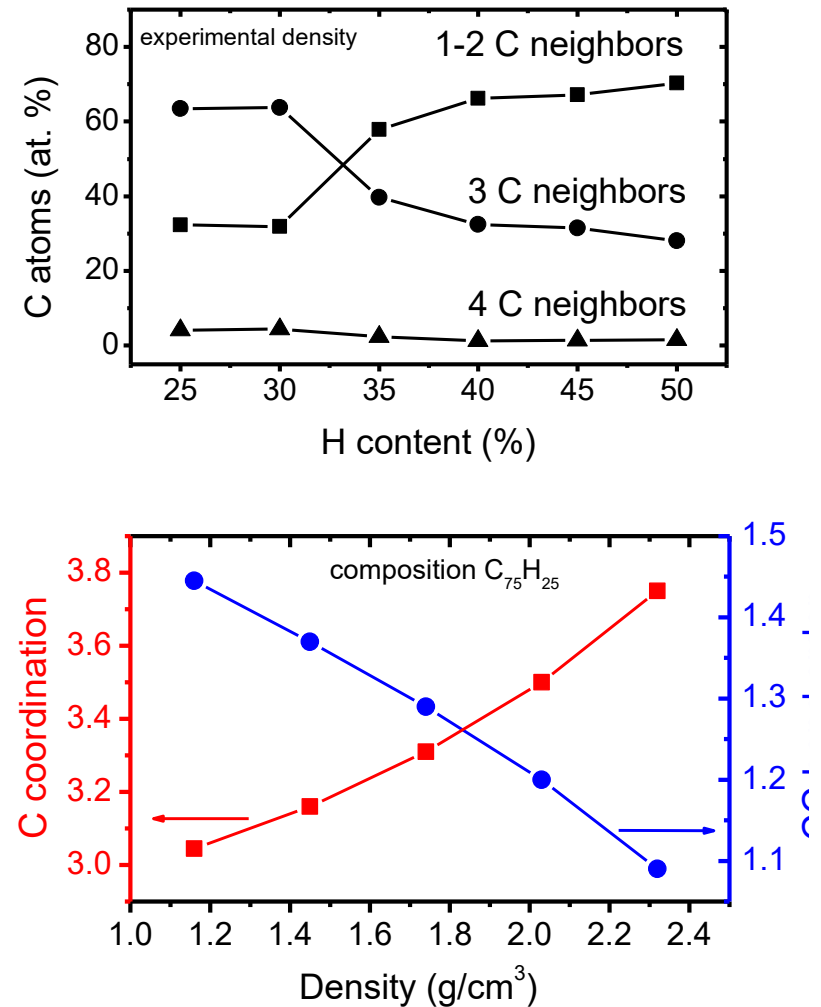 experimental density
1-2 C neighbors
3 C neighbors
4 C neighbors
C atoms (at. %)
80
60
40
20
0
25 30 35 40 45 50
H content (%)
composition C₇₅H₂₅
C coordination
3.8
3.6
3.4
3.2
3.0
1.5
1.4
1.3
1.2
1.1
1.0 1.2 1.4 1.6 1.8 2.0 2.2 2.4
Density (g/cm³)